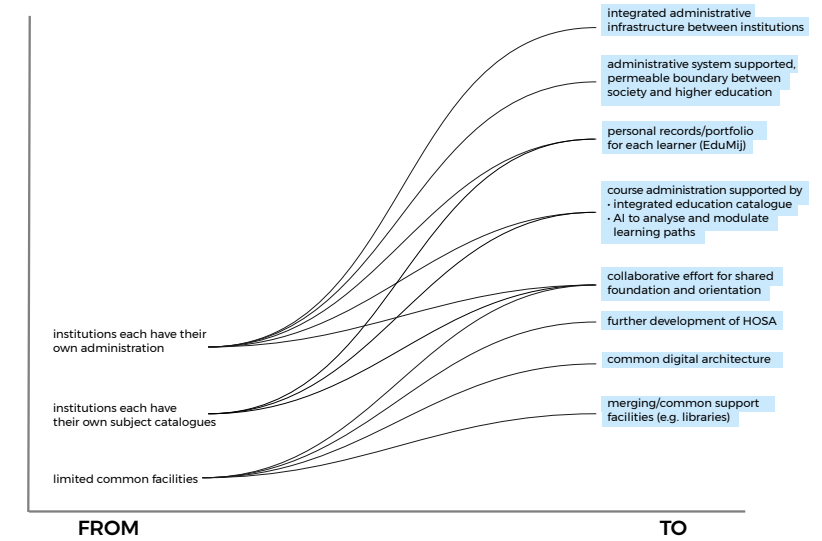 integrated administrative
infrastructure between institutions
administrative system supported,
permeable boundary between
society and higher education
personal records/portfolio
for each learner (EduMij)
course administration supported by
• integrated education catalogue
• AI to analyse and modulate
learning paths
collaborative effort for shared
foundation and orientation
further development of HOSA
common digital architecture
merging/common support
facilities (e.g. libraries)
institutions each have their
own administration
institutions each have
their own subject catalogues
limited common facilities
FROM
TO